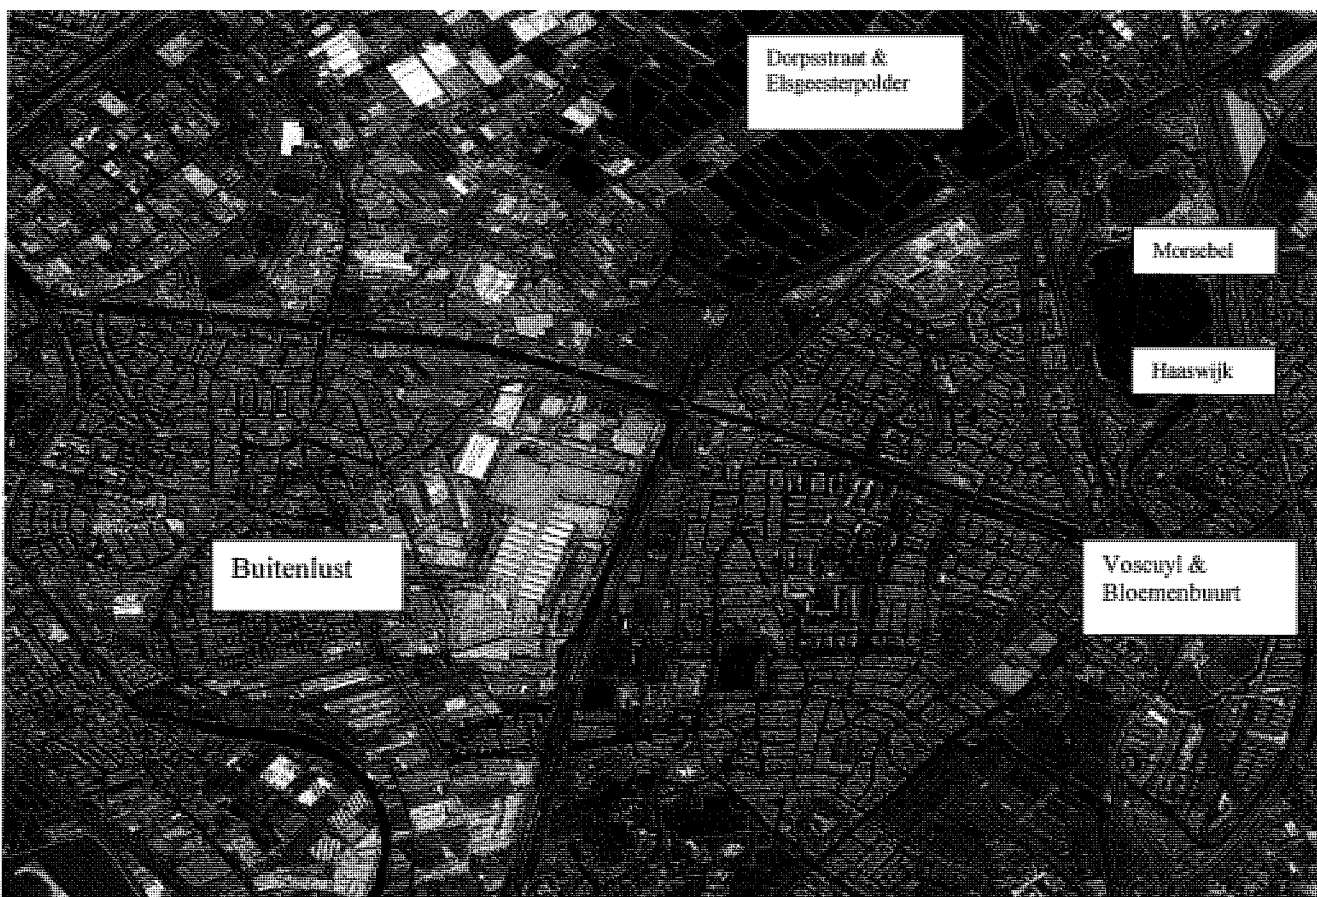 Dorpsstraat &
Elsgeesterpolder
Morsebel
Haaswijk
Buitenlust
Voscuyl &
Bloemenbuurt